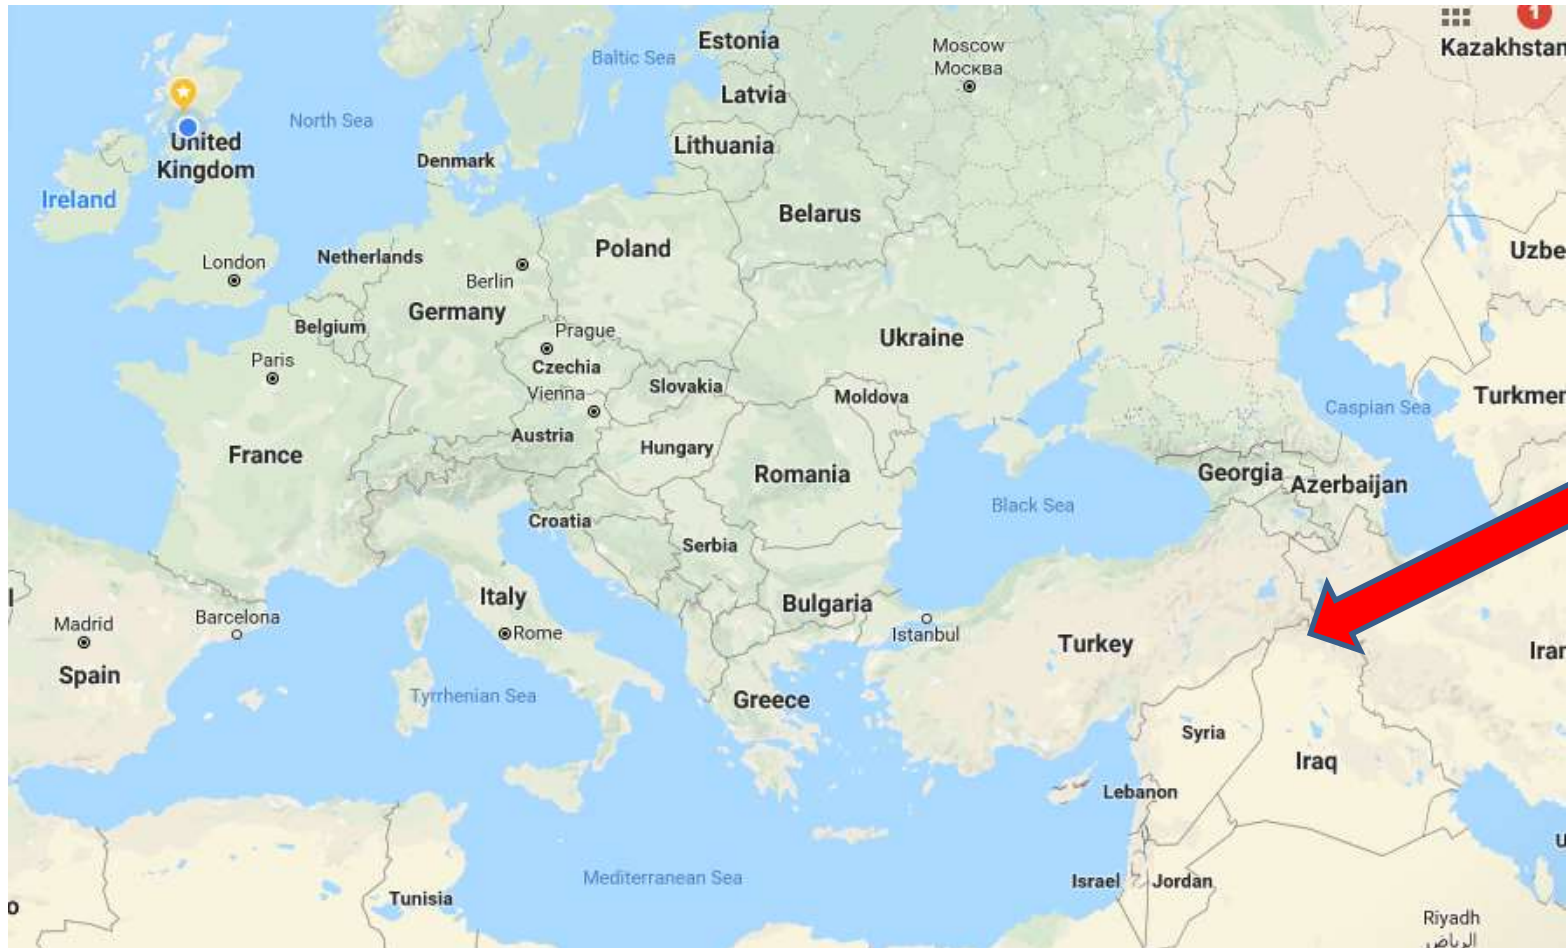 1
Kazakhstan
Estonia
Moscow
Москва
Baltic Sea
Latvia
North Sea
United
Kingdom
Lithuania
Denmark
Ireland
Belarus
London
Netherlands
Berlin
Poland
Uzbe
Germany
Belgium
Prague
Ukraine
Paris
Czechia
Vienna
Slovakia
Moldova
Turkmer
Caspian Sea
Austria
France
Hungary
Romania
Georgia
Azerbaijan
Black Sea
Croatia
Serbia
Italy
Bulgaria
Barcelona
Madrid
Rome
Istanbul
Turkey
Iran
Spain
Tyrrhenian Sea
Greece
Syria
Iraq
Lebanon
Mediterranean Sea
Israel
Jordan
Tunisia
Riyadh
الرياض